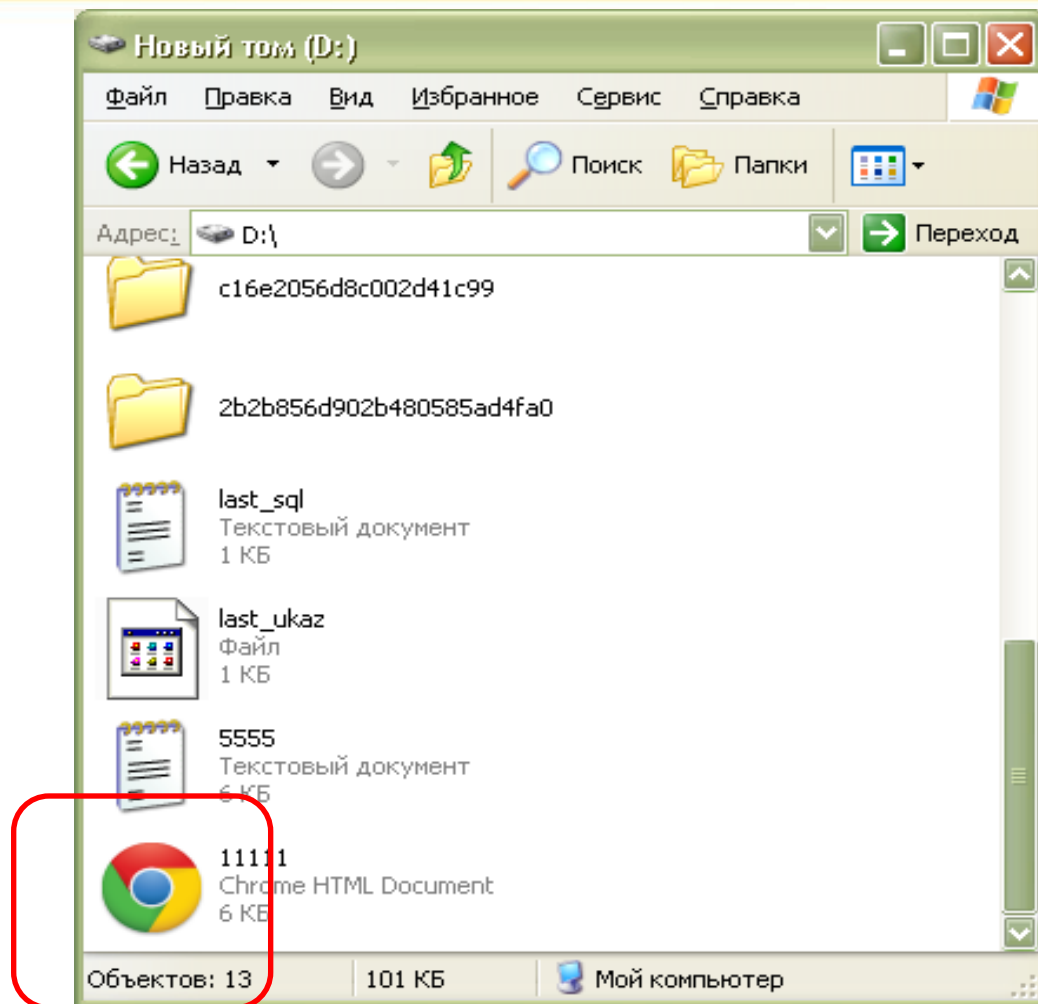 Новый том (D:)
Файл Правка Вид Избранное Сервис Справка
Назад Поиск Папки
Адрес: D:\ Переход
c16e2056d8c002d41c99
2b2b856d902b480585ad4fa0
last_sql
Текстовый документ
1 КБ
last_ukaz
Файл
1 КБ
5555
Текстовый документ
6 КБ
11111
Chrome HTML Document
6 КБ
Объектов: 13 101 КБ Мой компьютер